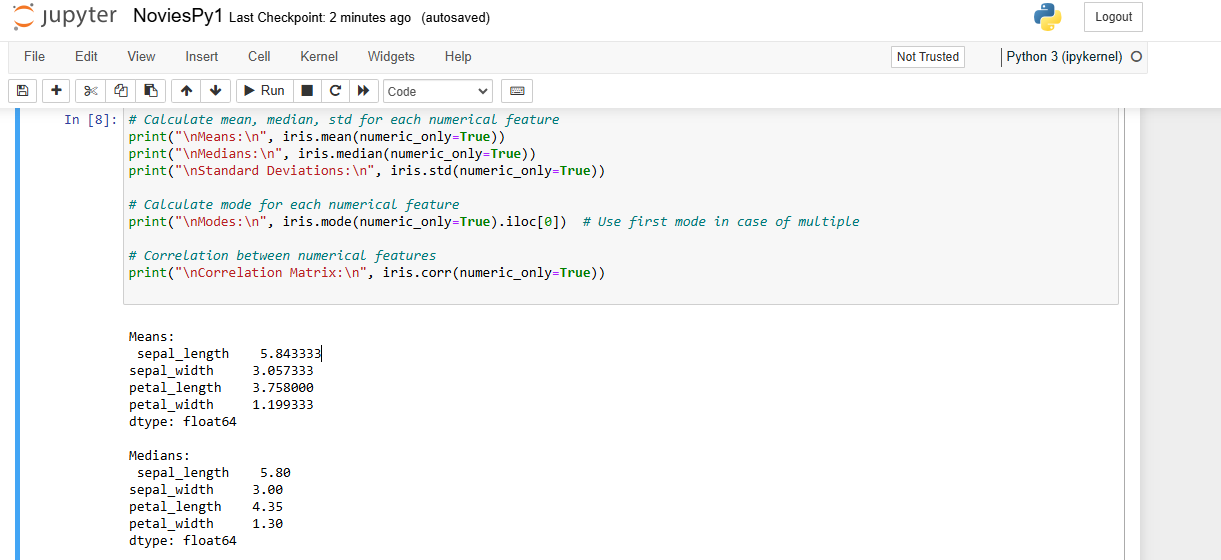 jupyter NoviesPy1 Last Checkpoint: 2 minutes ago (autosaved)
Logout
File Edit View Insert Cell Kernel Widgets Help
Not Trusted
Python 3 (ipykernel)
Run
Code
In [8]: # Calculate mean, median, std for each numerical feature
print("\nMeans:\n", iris.mean(numeric_only=True))
print("\nMedians:\n", iris.median(numeric_only=True))
print("\nStandard Deviations:\n", iris.std(numeric_only=True))
# Calculate mode for each numerical feature
print("\nModes:\n", iris.mode(numeric_only=True).iloc[0])  # Use first mode in case of multiple
# Correlation between numerical features
print("\nCorrelation Matrix:\n", iris.corr(numeric_only=True))
Means:
 sepal_length    5.843333
sepal_width     3.057333
petal_length    3.758000
petal_width     1.199333
dtype: float64
Medians:
 sepal_length    5.80
sepal_width     3.00
petal_length    4.35
petal_width     1.30
dtype: float64